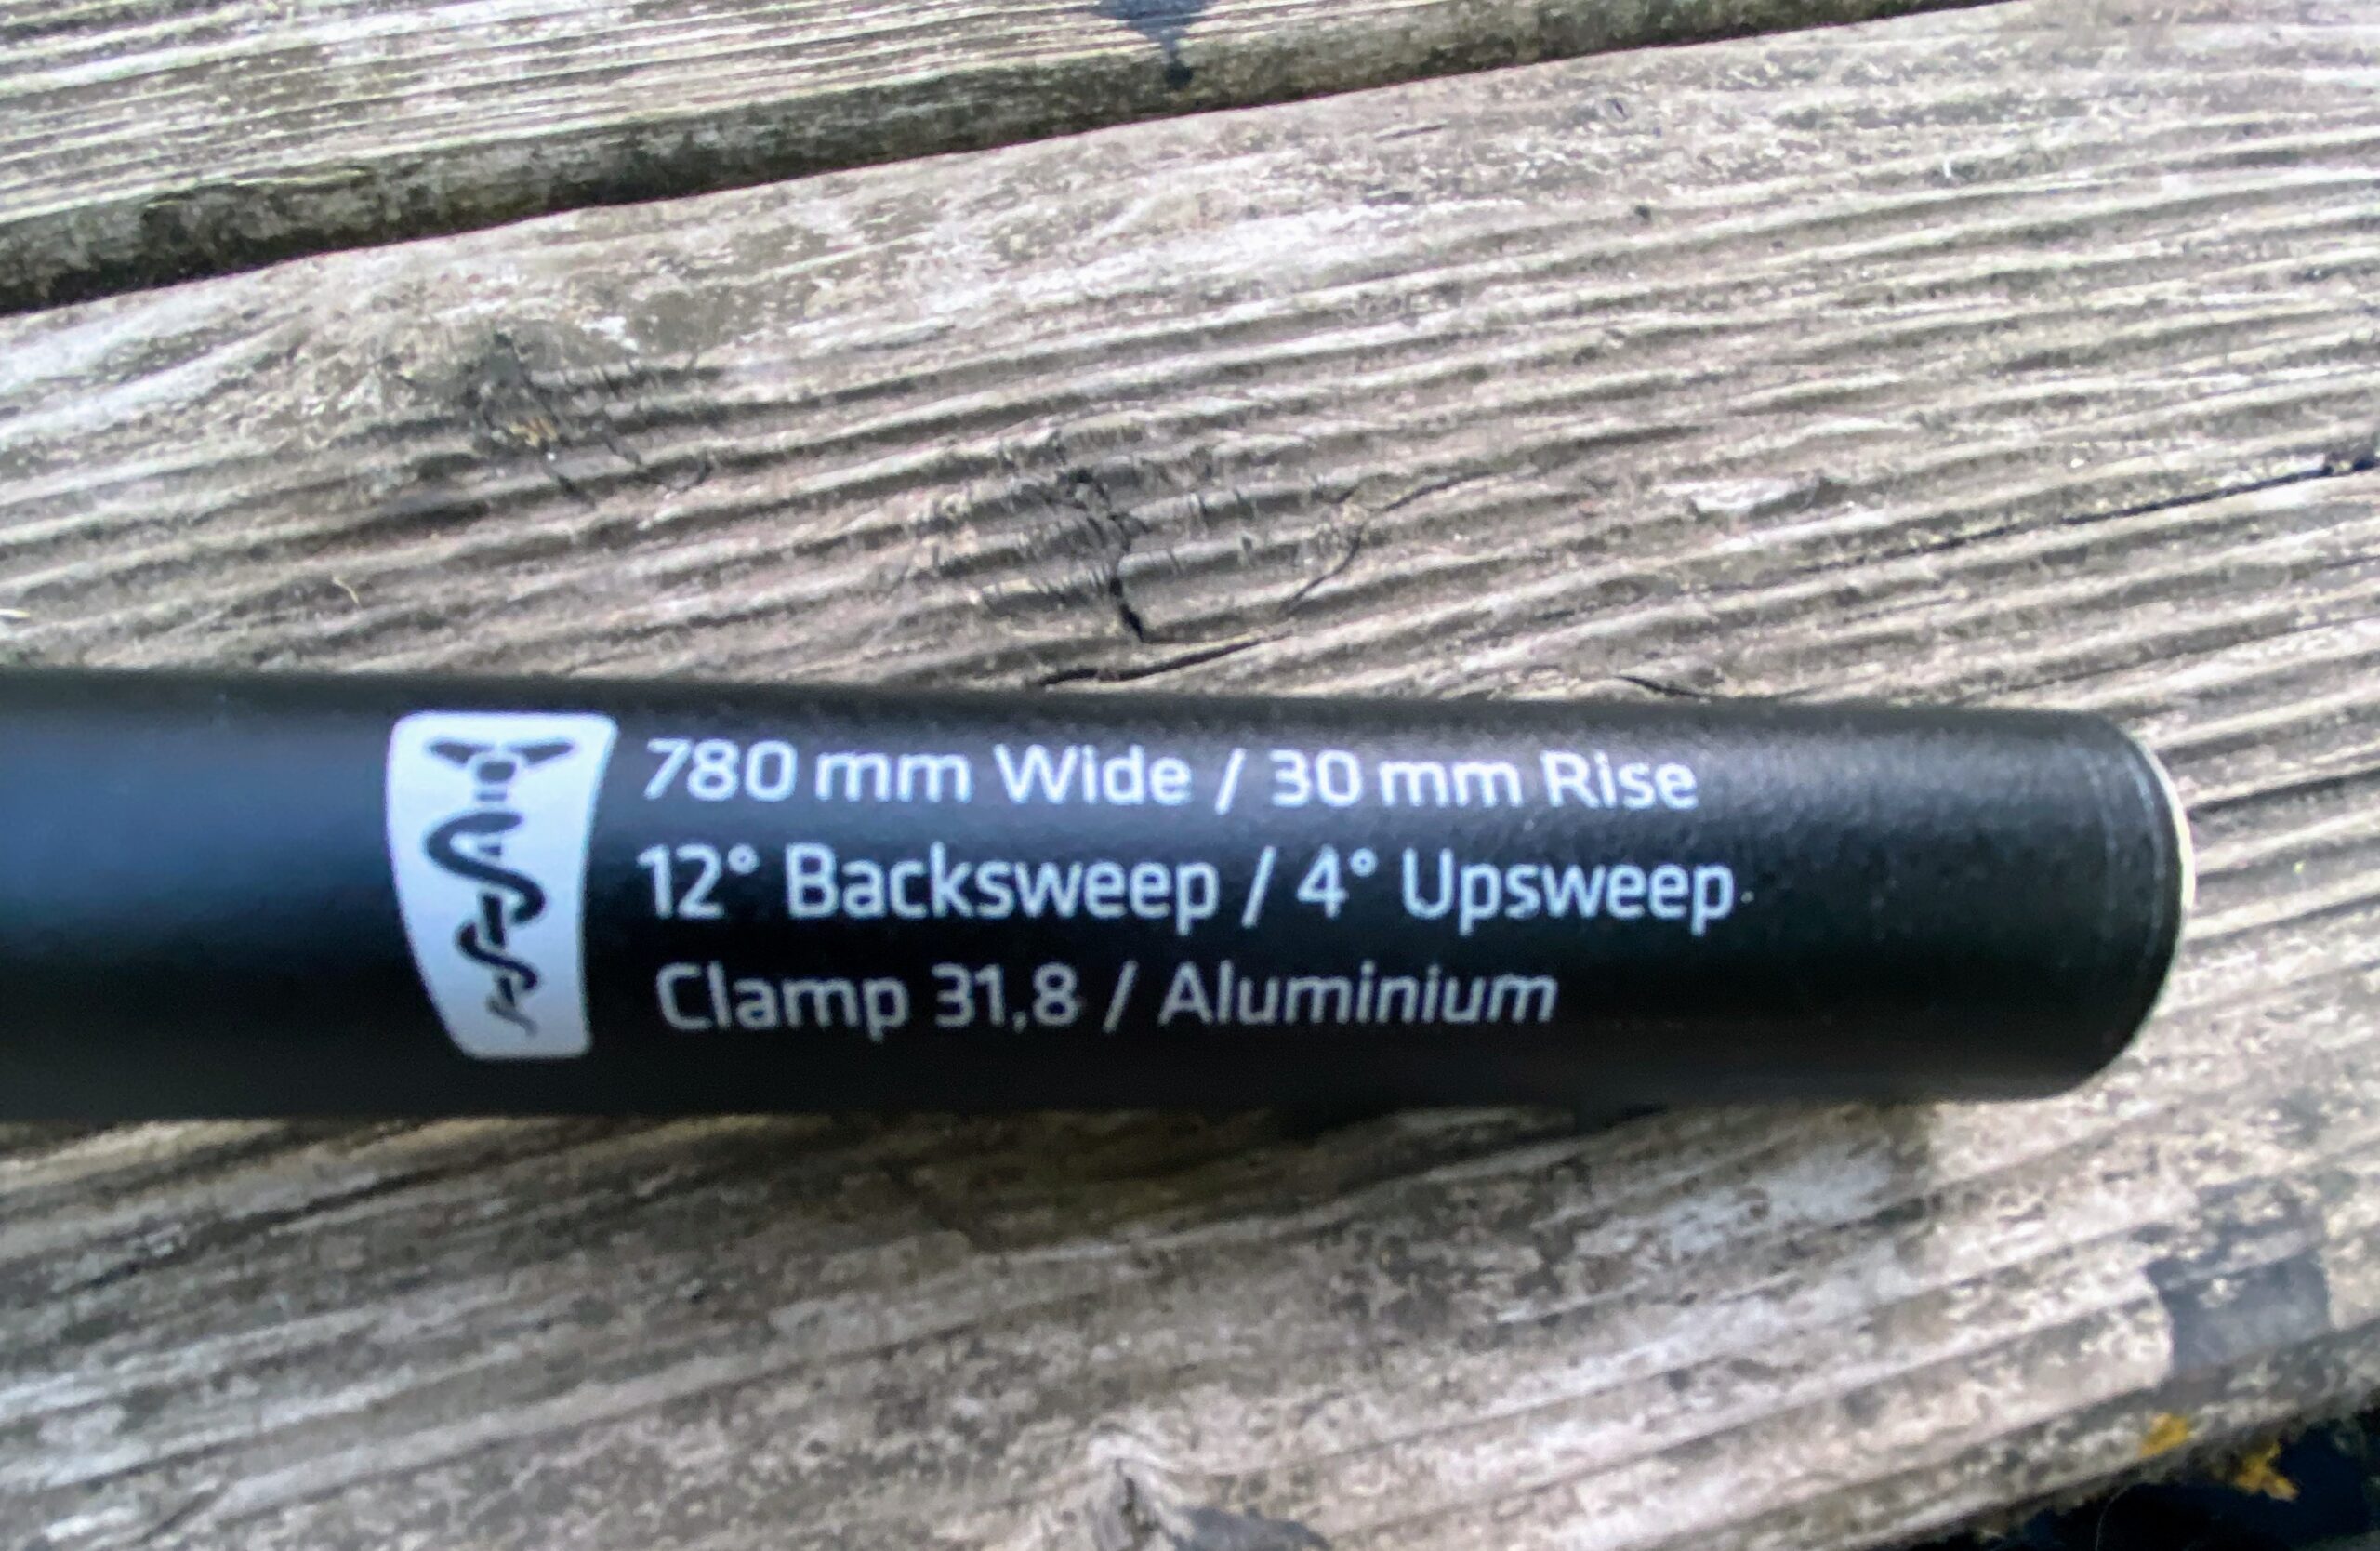 780 mm Wide / 30 mm Rise
12° Backsweep / 4° Upsweep
Clamp 31,8 / Aluminium